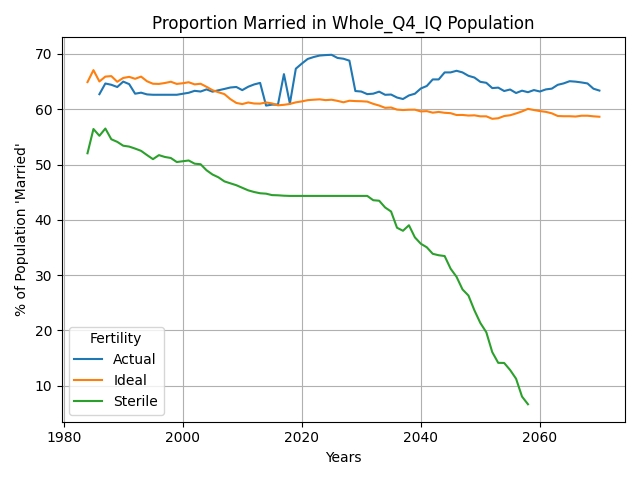 Proportion Married in Whole_Q4_IQ Population
% of Population 'Married'
70
60
50
40
30
20
10
Fertility
Actual
Ideal
Sterile
1980
2000
2020
2040
2060
Years